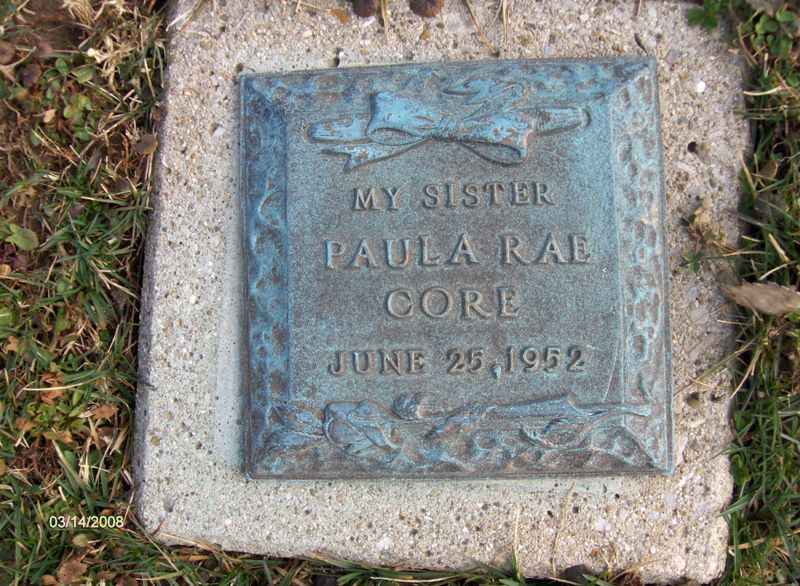 MY SISTER
PAULA RAE
CORE
JUNE 25, 1952
03/14/2008